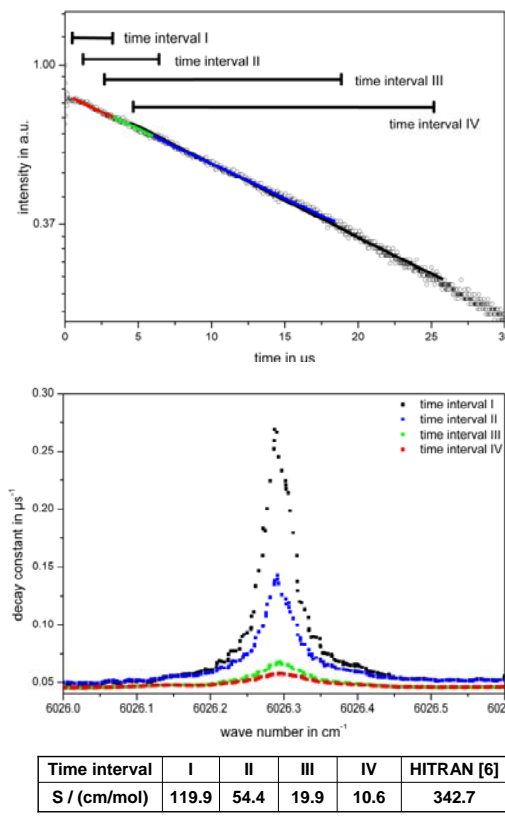 time interval I
time interval II
1.00
time interval III
time interval IV
intensity in a.u.
0.37
0 5 10 15 20 25 30
time in µs
0.30
time interval I
time interval II
time interval III
time interval IV
0.25
0.20
decay constant in µs⁻¹
0.15
0.10
0.05
6026.0 6026.1 6026.2 6026.3 6026.4 6026.5 602
wave number in cm⁻¹
Time interval I II III IV HITRAN [6]
S / (cm/mol) 119.9 54.4 19.9 10.6 342.7